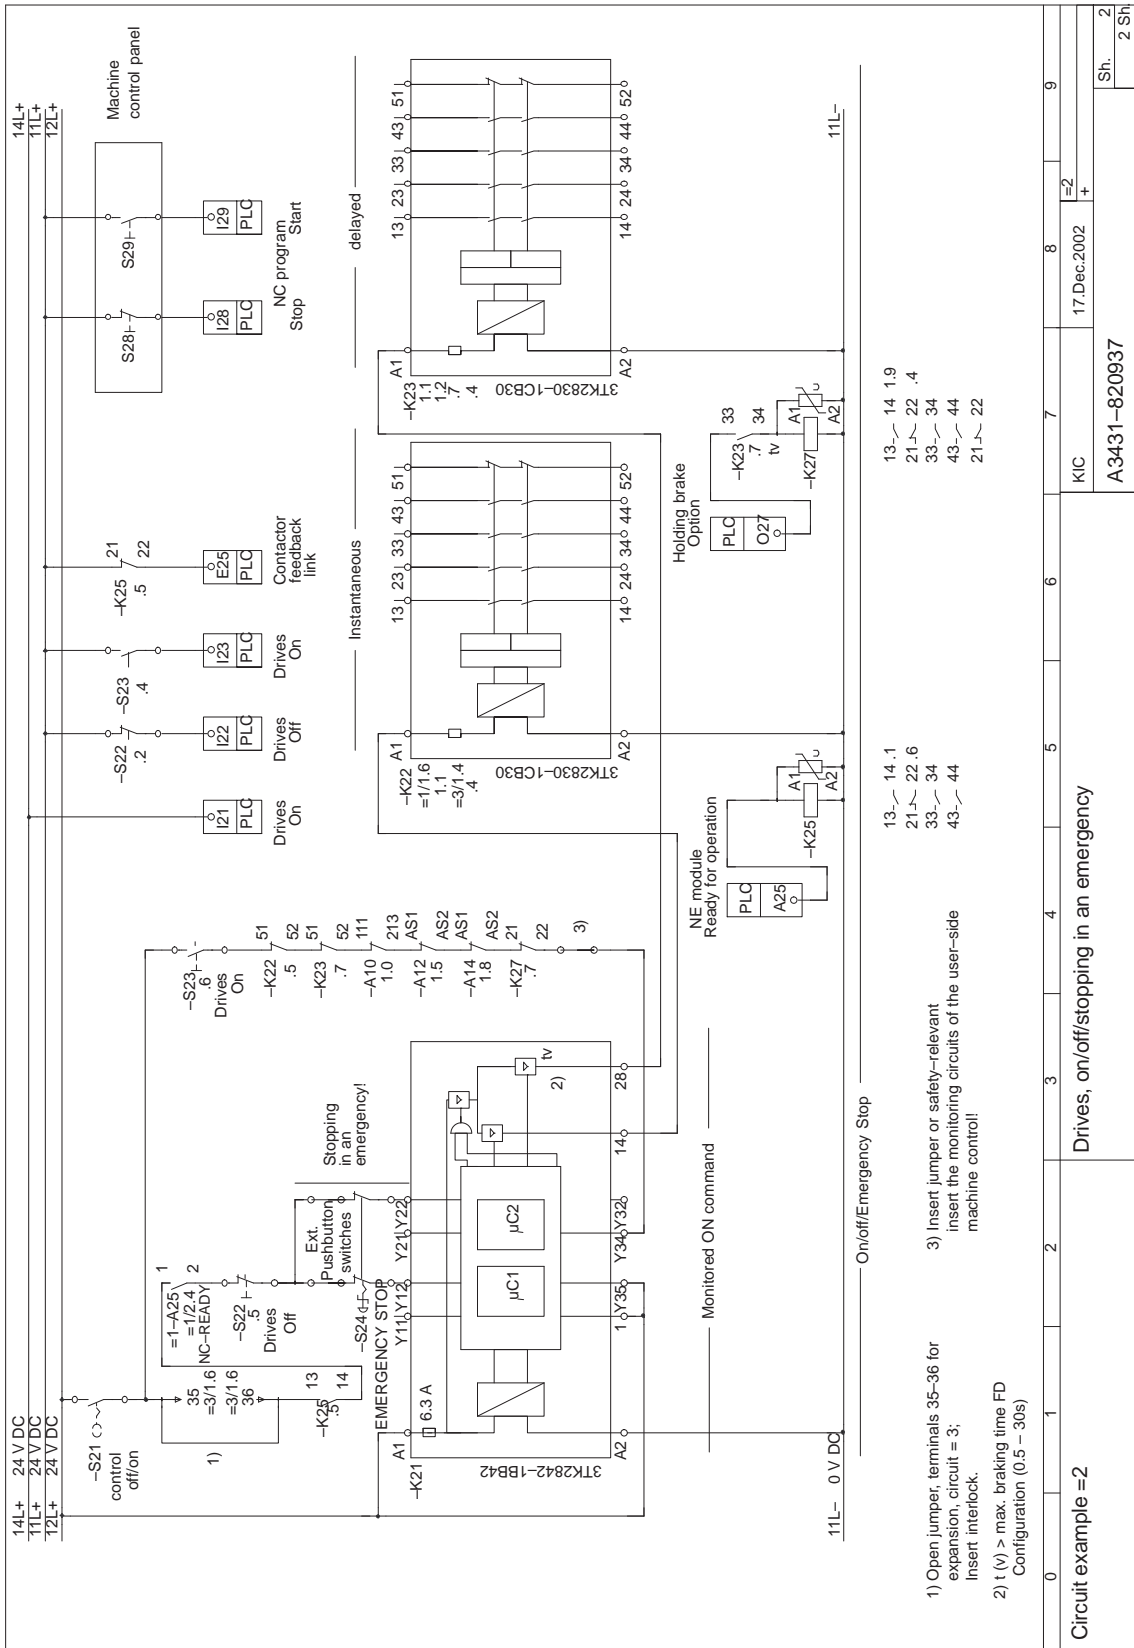 14L+ 24 V DC
11L+ 24 V DC
12L+ 24 V DC
14L+
11L+
12L+
–S21
control
off/on
1)
35
=3/1.6
=3/1.6
36
–K25
.5
13
14
=1–A25
=1/2.4
NC–READY
1
2
–S22
.5
Drives
Off
Ext.
Pushbutton
switches
–S24
EMERGENCY STOP
Stopping
in an
emergency!
–S23
.6
Drives
On
–K22
.5
51
52
–K23
.7
51
52
–A10
1.0
111
213
–A12
1.5
AS1
AS2
–A14
1.8
AS1
AS2
–K27
.7
21
22
3)
I21
PLC
Drives
On
–S22
.2
I22
PLC
Drives
Off
–S23
.4
I23
PLC
Drives
On
–K25
.5
21
22
E25
PLC
Contactor
feedback
link
Machine
control panel
S28
I28
PLC
S29
I29
PLC
NC program
Stop
Start
–K21
A1
6.3 A
Y11
Y12
Y21
Y22
µC1
µC2
tv
2)
3TK2842–1BB42
A2
1
Y35
Y34
Y32
14
28
Monitored ON command
Instantaneous
–K22
=1/1.6
1.1
=3/1.4
.4
A1
13
23
33
43
51
3TK2830–1CB30
A2
14
24
34
44
52
delayed
–K23
1.1
1.2
.7
.4
A1
13
23
33
43
51
3TK2830–1CB30
A2
14
24
34
44
52
NE module
Ready for operation
PLC
A25
–K25
A1
A2
U
Holding brake
Option
PLC
O27
–K23
.7
tv
33
34
–K27
A1
A2
U
11L– 0 V DC
11L–
On/off/Emergency Stop
13 14 .1
21 22 .6
33 34
43 44
13 14 1.9
21 22 .4
33 34
43 44
21 22
1) Open jumper, terminals 35–36 for
expansion, circuit = 3;
Insert interlock.
2) t (v) > max. braking time FD
Configuration (0.5 – 30s)
3) Insert jumper or safety–relevant
insert the monitoring circuits of the user–side
machine control!
0 1 2 3 4 5 6 7 8 9
Circuit example =2
Drives, on/off/stopping in an emergency
KIC
17.Dec.2002
=2
+
A3431–820937
Sh. 2
2 Sh.